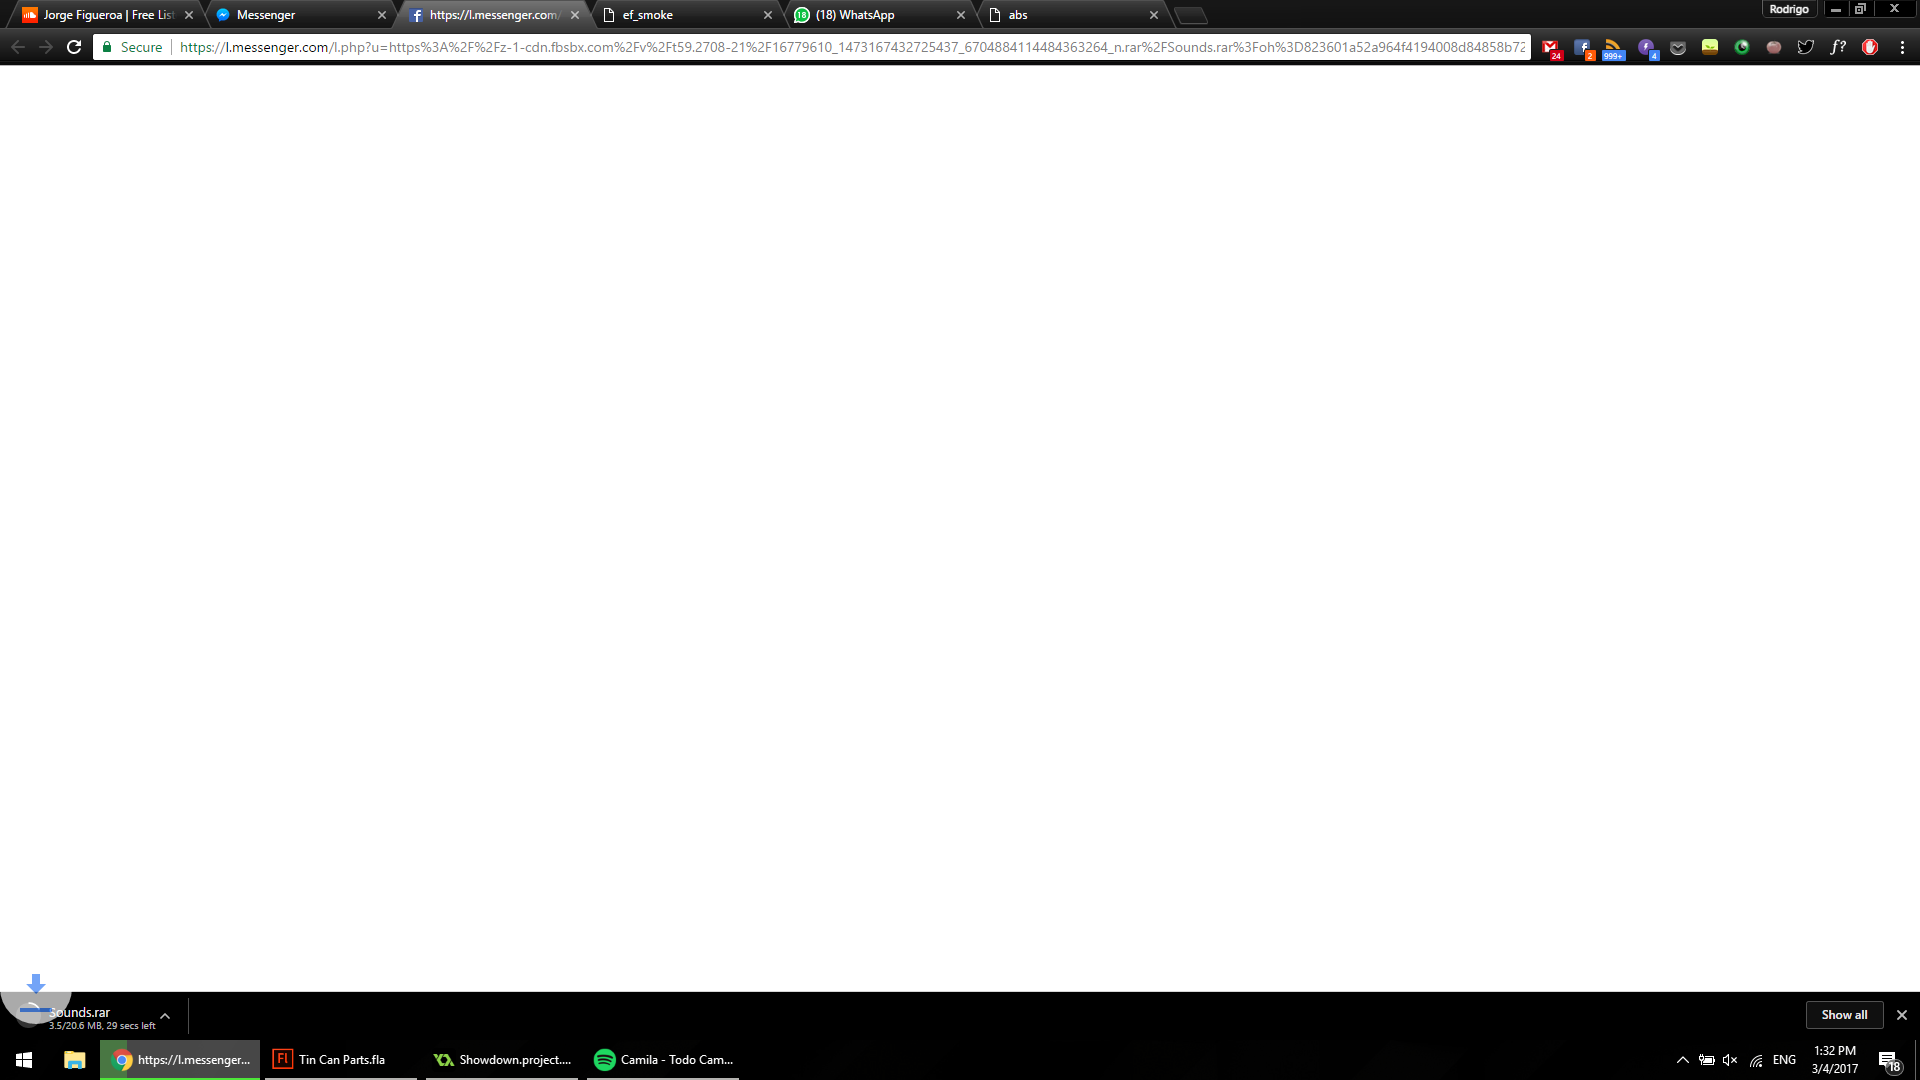 Jorge Figueroa | Free List
Messenger
https://l.messenger.com/
ef_smoke
18
(18) WhatsApp
abs
Rodrigo
Secure
https://l.messenger.com/l.php?u=https%3A%2F%2Fz-1-cdn.fbsbx.com%2Fv%2Ft59.2708-21%2F16779610_1473167432725437_6704884114484363264_n.rar%2FSounds.rar%3Foh%3D823601a52a964f4194008d84858b72
24
2
999+
4
f?
Sounds.rar
3.5/20.6 MB, 29 secs left
Show all
https://l.messenger...
Fl
Tin Can Parts.fla
Showdown.project....
Camila - Todo Cam...
ENG
1:32 PM
3/4/2017
18